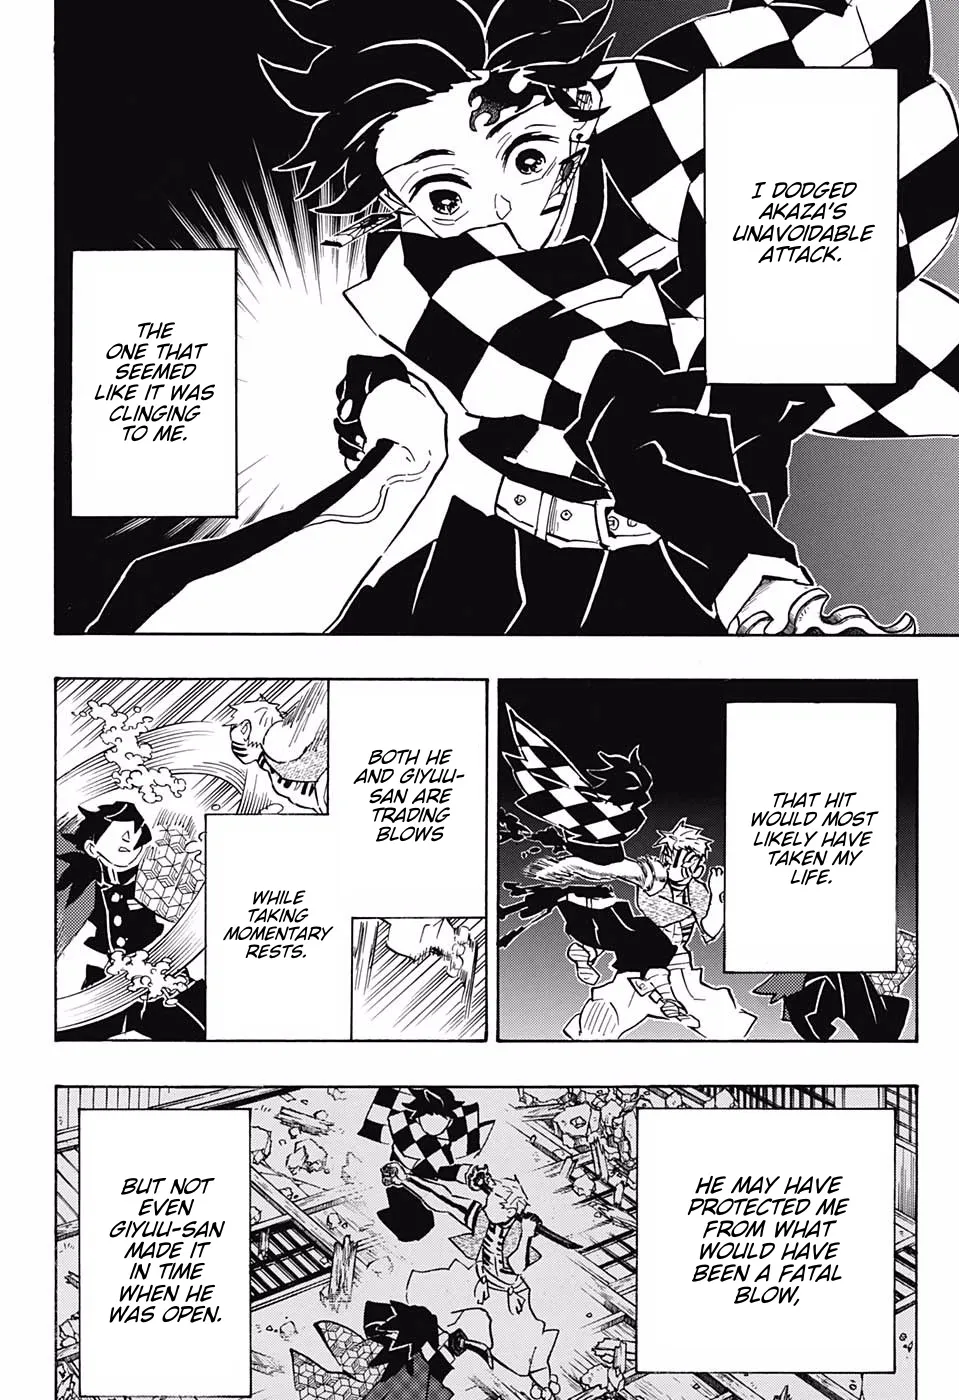 I DODGED
AKAZA'S
UNAVOIDABLE
ATTACK.
THE
ONE THAT
SEEMED
LIKE IT WAS
CLINGING
TO ME.
THAT HIT
WOULD MOST
LIKELY HAVE
TAKEN MY
LIFE.
BOTH HE
AND GIYUU-
SAN ARE
TRADING
BLOWS
WHILE
TAKING
MOMENTARY
RESTS.
HE MAY HAVE
PROTECTED ME
FROM WHAT
WOULD HAVE
BEEN A FATAL
BLOW,
BUT NOT
EVEN
GIYUU-SAN
MADE IT
IN TIME
WHEN HE
WAS OPEN.